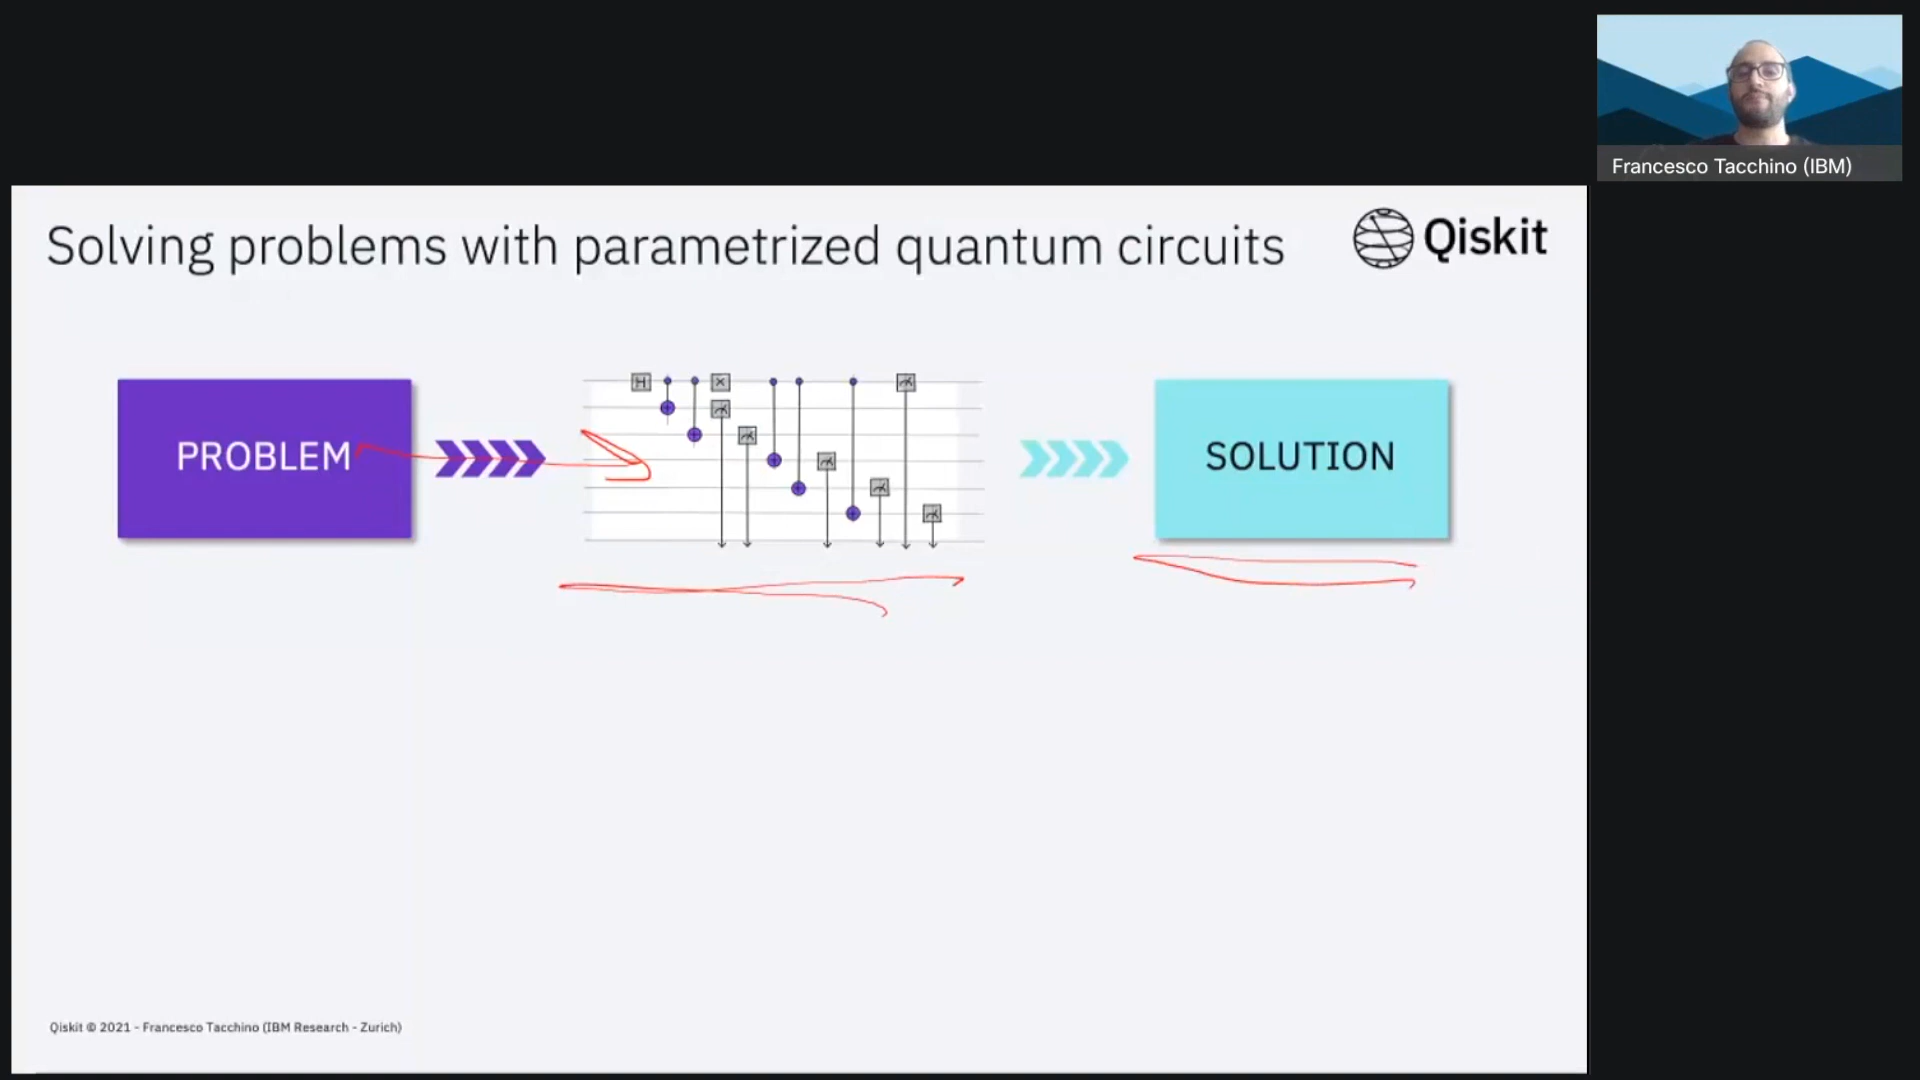 Francesco Tacchino (IBM)
Solving problems with parametrized quantum circuits
Qiskit
H
X
PROBLEM
SOLUTION
Qiskit © 2021 - Francesco Tacchino (IBM Research - Zurich)